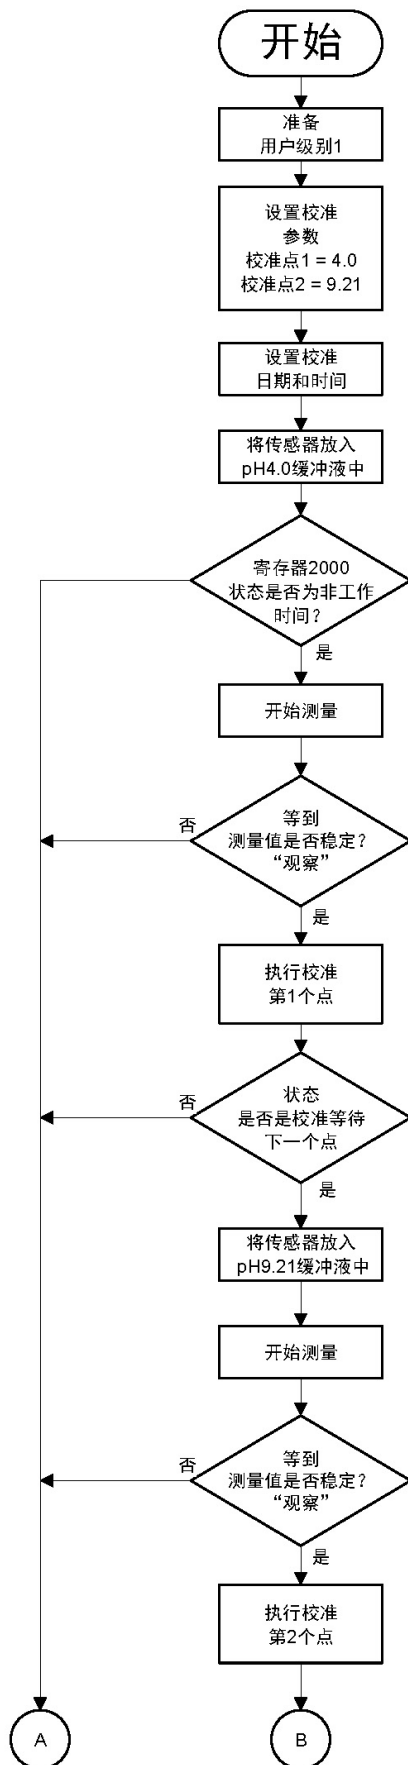 开始
准备
用户级别1
设置校准
参数
校准点1 = 4.0
校准点2 = 9.21
设置校准
日期和时间
将传感器放入
pH4.0缓冲液中
寄存器2000
状态是否为非工作
时间?
是
开始测量
否
等到
测量值是否稳定?
“观察”
是
执行校准
第1个点
否
状态
是否是校准等待
下一个点
是
将传感器放入
pH9.21缓冲液中
开始测量
否
等到
测量值是否稳定?
“观察”
是
执行校准
第2个点
A
B